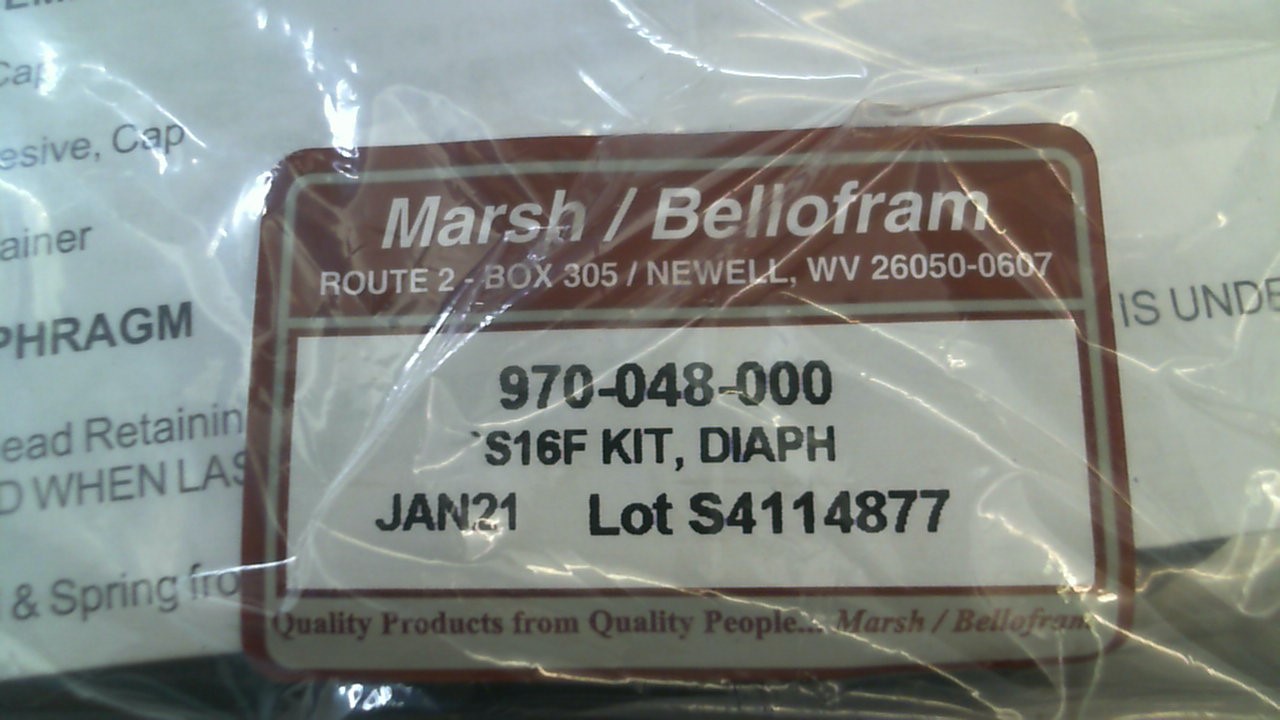 Cap
esive, Cap
ainer
PHRAGM
ead Retainin
D WHEN LAS
& Spring fro
Marsh / Bellofram
ROUTE 2 - BOX 305 / NEWELL, WV 26050-0607
970-048-000
S16F KIT, DIAPH
JAN21 Lot S4114877
Quality Products from Quality People... Marsh / Bellofram
IS UNDE